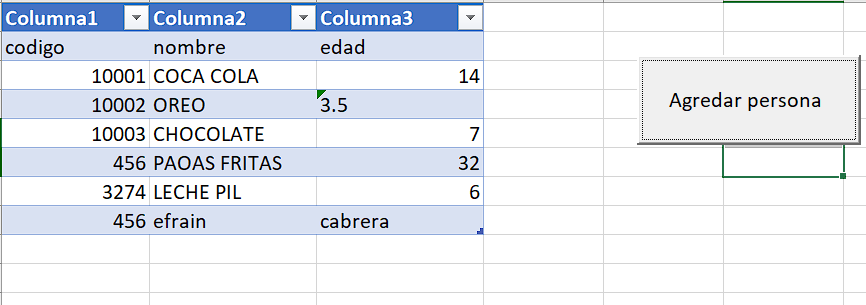 Columna1 Columna2 Columna3
codigo nombre edad
10001 COCA COLA 14
10002 OREO 3.5
10003 CHOCOLATE 7
456 PAOAS FRITAS 32
3274 LECHE PIL 6
456 efrain cabrera
Agredar persona